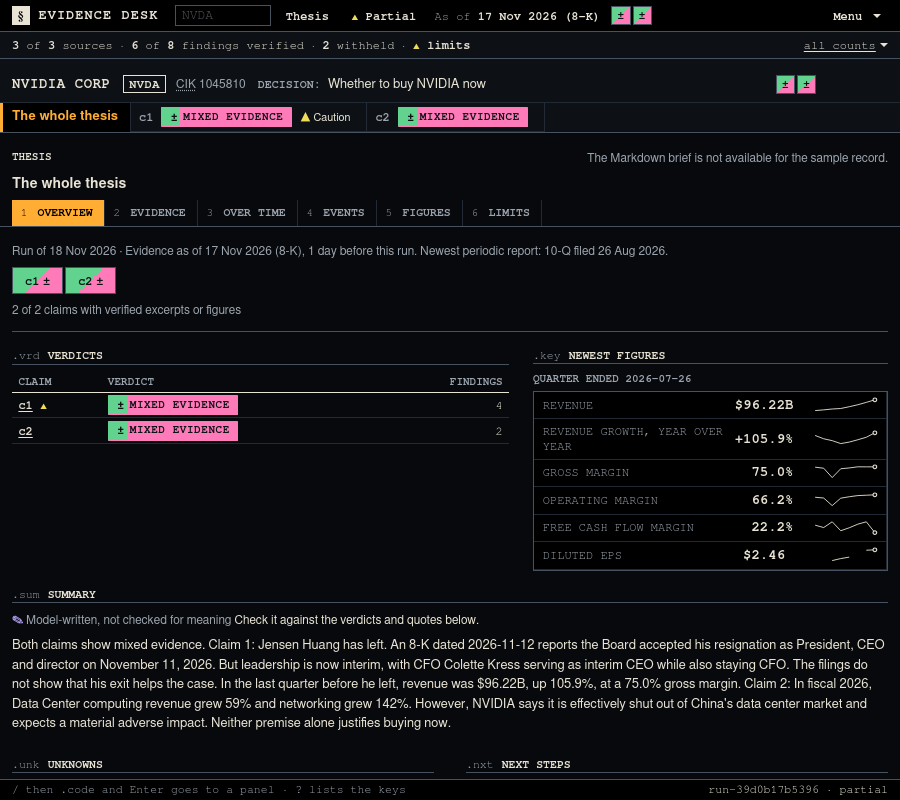 § EVIDENCE DESK NVDA Thesis ▲ Partial As of 17 Nov 2026 (8-K) ± ± Menu
3 of 3 sources · 6 of 8 findings verified · 2 withheld · ▲ limits all counts
NVIDIA CORP NVDA CIK 1045810 DECISION: Whether to buy NVIDIA now ± ±
The whole thesis c1 ± MIXED EVIDENCE ▲ Caution c2 ± MIXED EVIDENCE
THESIS The Markdown brief is not available for the sample record.
The whole thesis
1 OVERVIEW 2 EVIDENCE 3 OVER TIME 4 EVENTS 5 FIGURES 6 LIMITS
Run of 18 Nov 2026 · Evidence as of 17 Nov 2026 (8-K), 1 day before this run. Newest periodic report: 10-Q filed 26 Aug 2026.
c1 ± c2 ±
2 of 2 claims with verified excerpts or figures
.vrd VERDICTS
CLAIM VERDICT FINDINGS
c1 ▲ ± MIXED EVIDENCE 4
c2 ± MIXED EVIDENCE 2
.key NEWEST FIGURES
QUARTER ENDED 2026-07-26
REVENUE $96.22B
REVENUE GROWTH, YEAR OVER YEAR +105.9%
GROSS MARGIN 75.0%
OPERATING MARGIN 66.2%
FREE CASH FLOW MARGIN 22.2%
DILUTED EPS $2.46
.sum SUMMARY
✎ Model-written, not checked for meaning Check it against the verdicts and quotes below.
Both claims show mixed evidence. Claim 1: Jensen Huang has left. An 8-K dated 2026-11-12 reports the Board accepted his resignation as President, CEO
and director on November 11, 2026. But leadership is now interim, with CFO Colette Kress serving as interim CEO while also staying CFO. The filings do
not show that his exit helps the case. In the last quarter before he left, revenue was $96.22B, up 105.9%, at a 75.0% gross margin. Claim 2: In fiscal 2026,
Data Center computing revenue grew 59% and networking grew 142%. However, NVIDIA says it is effectively shut out of China's data center market and
expects a material adverse impact. Neither premise alone justifies buying now.
.unk UNKNOWNS .nxt NEXT STEPS
/ then .code and Enter goes to a panel · ? lists the keys run-39d0b17b5396 · partial